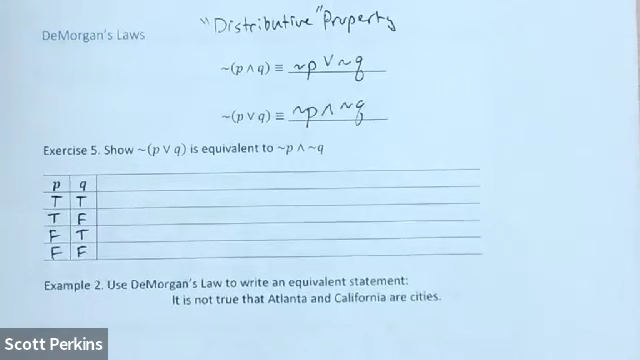 "Distributive" Property
DeMorgan's Laws
~(p ∧ q) ≡ ~p ∨ ~q
~(p ∨ q) ≡ ~p ∧ ~q
Exercise 5. Show ~(p ∨ q) is equivalent to ~p ∧ ~q
p q
T T
T F
F T
F F
Example 2. Use DeMorgan's Law to write an equivalent statement:
It is not true that Atlanta and California are cities.
Scott Perkins